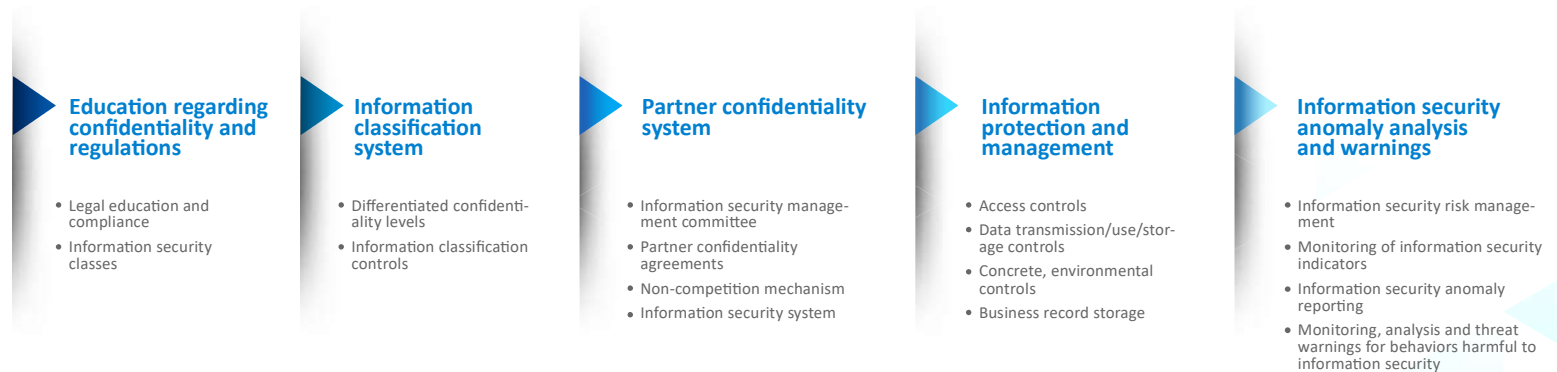 Education regarding
confidentiality and
regulations
• Legal education and
compliance
• Information security
classes
Information
classification
system
• Differentiated confidenti-
ality levels
• Information classification
controls
Partner confidentiality
system
• Information security manage-
ment committee
• Partner confidentiality
agreements
• Non-competition mechanism
• Information security system
Information
protection and
management
• Access controls
• Data transmission/use/stor-
age controls
• Concrete, environmental
controls
• Business record storage
Information security
anomaly analysis
and warnings
• Information security risk manage-
ment
• Monitoring of information security
indicators
• Information security anomaly
reporting
• Monitoring, analysis and threat
warnings for behaviors harmful to
information security